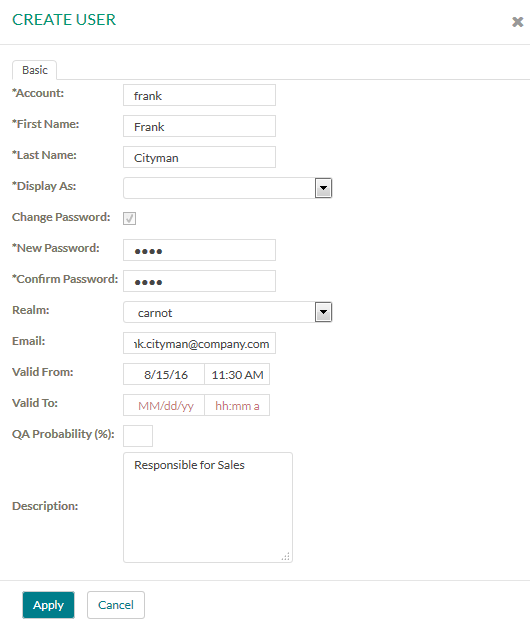 CREATE USER
Basic
*Account: frank
*First Name: Frank
*Last Name: Cityman
*Display As:
Change Password:
*New Password: ●●●●
*Confirm Password: ●●●●
Realm: carnot
Email: nk.cityman@company.com
Valid From: 8/15/16 11:30 AM
Valid To: MM/dd/yy hh:mm a
QA Probability (%):
Responsible for Sales
Description:
Apply Cancel